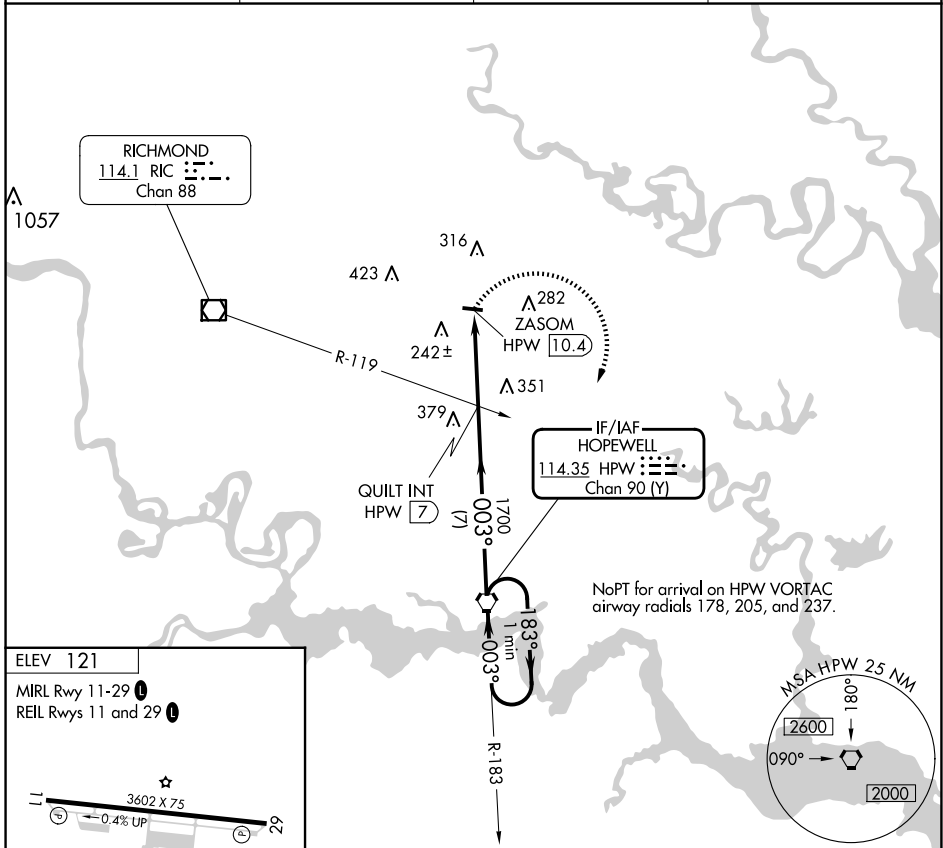 RICHMOND
114.1 RIC
Chan 88
1057
316
423
282
ZASOM
HPW 10.4
242 ±
R-119
351
379
IF/IAF
HOPEWELL
114.35 HPW
Chan 90 (Y)
QUILT INT
HPW 7
1700
003°
(7)
NoPT for arrival on HPW VORTAC
airway radials 178, 205, and 237.
183°
1 min
003°
R-183
ELEV 121
MIRL Rwy 11-29 L
REIL Rwys 11 and 29 L
11
3602 X 75
0.4% UP
P
P
29
MSA HPW 25 NM
180°
2600
090°
2000